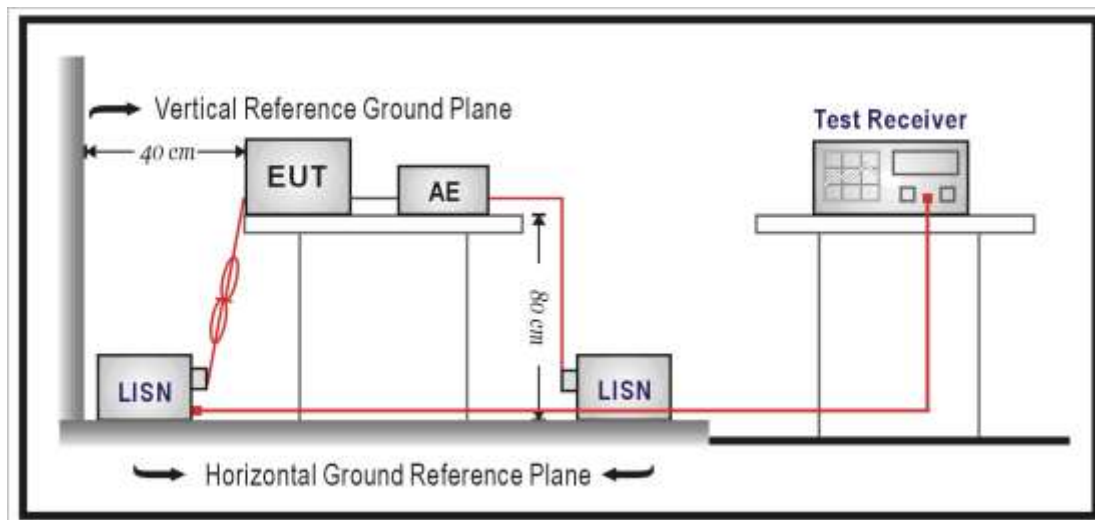 Vertical Reference Ground Plane
Test Receiver
40 cm
EUT
AE
80 cm
LISN
LISN
Horizontal Ground Reference Plane